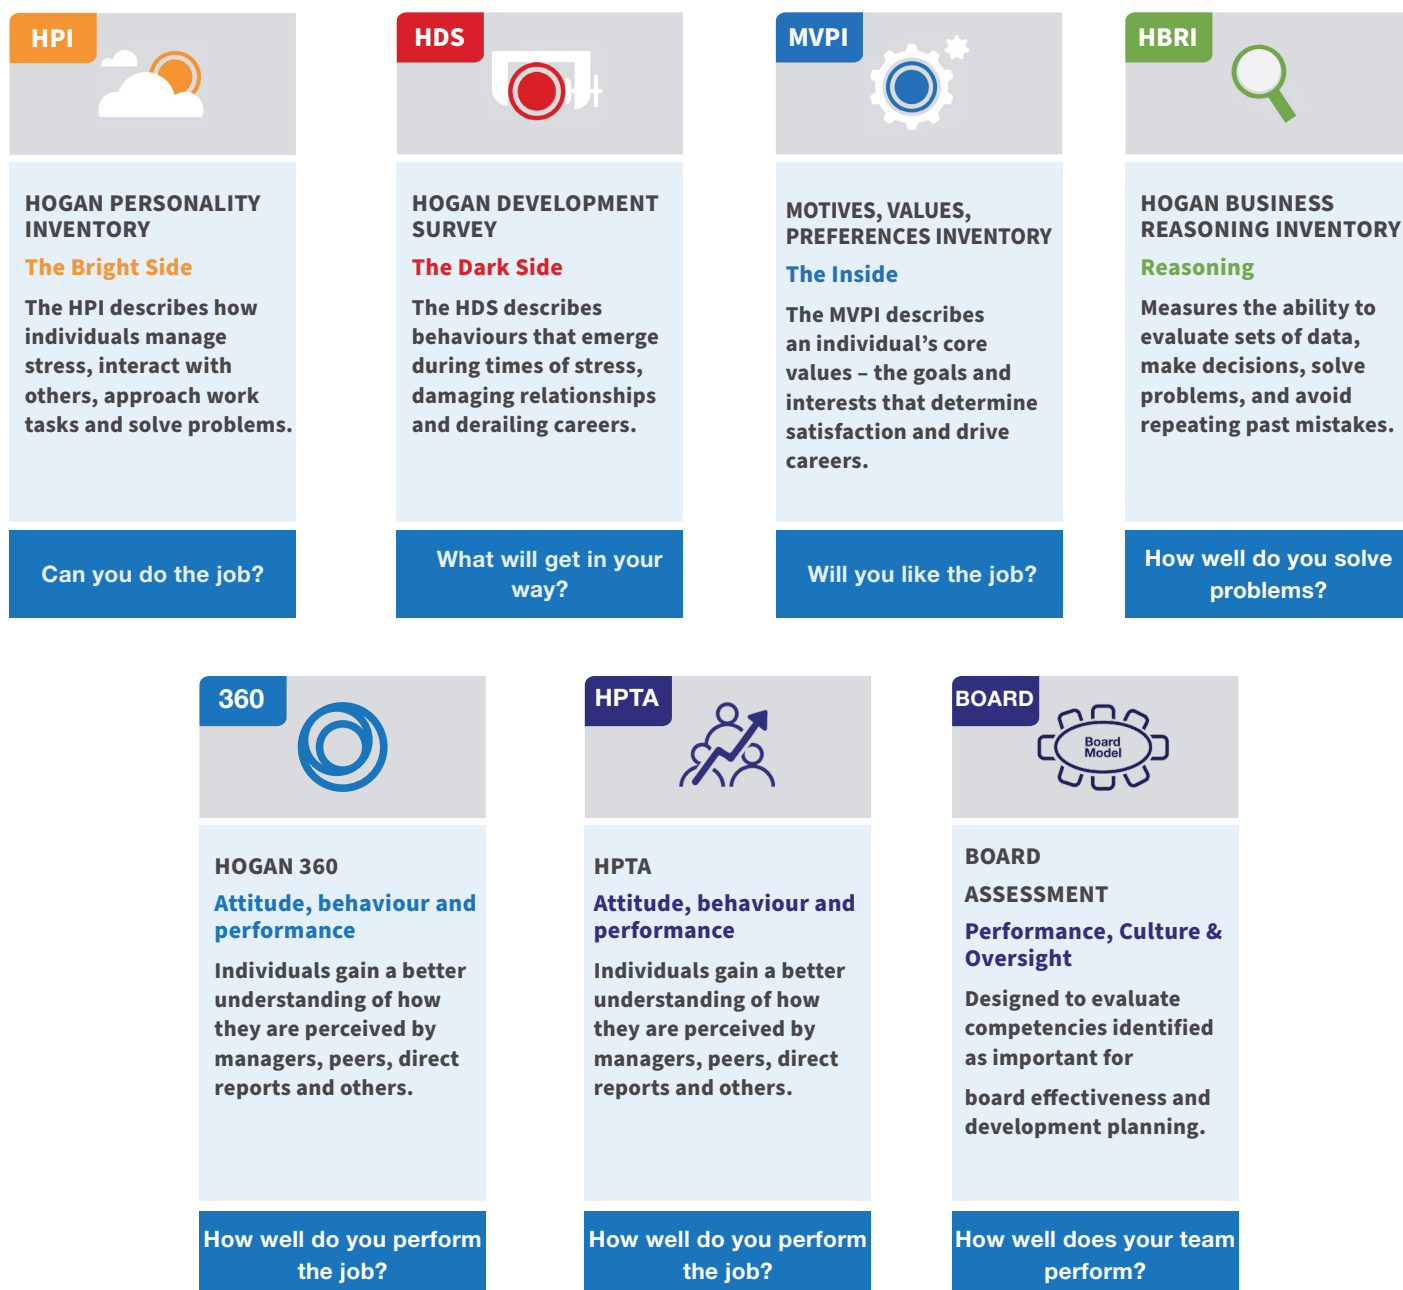 HPI
HOGAN PERSONALITY
INVENTORY
The Bright Side
The HPI describes how
individuals manage
stress, interact with
others, approach work
tasks and solve problems.
Can you do the job?
HDS
HOGAN DEVELOPMENT
SURVEY
The Dark Side
The HDS describes
behaviours that emerge
during times of stress,
damaging relationships
and derailing careers.
What will get in your
way?
MVPI
MOTIVES, VALUES,
PREFERENCES INVENTORY
The Inside
The MVPI describes
an individual’s core
values – the goals and
interests that determine
satisfaction and drive
careers.
Will you like the job?
HBRI
HOGAN BUSINESS
REASONING INVENTORY
Reasoning
Measures the ability to
evaluate sets of data,
make decisions, solve
problems, and avoid
repeating past mistakes.
How well do you solve
problems?
360
HOGAN 360
Attitude, behaviour and
performance
Individuals gain a better
understanding of how
they are perceived by
managers, peers, direct
reports and others.
How well do you perform
the job?
HPTA
HPTA
Attitude, behaviour and
performance
Individuals gain a better
understanding of how
they are perceived by
managers, peers, direct
reports and others.
How well do you perform
the job?
BOARD
Board
Model
BOARD
ASSESSMENT
Performance, Culture &
Oversight
Designed to evaluate
competencies identified
as important for
board effectiveness and
development planning.
How well does your team
perform?